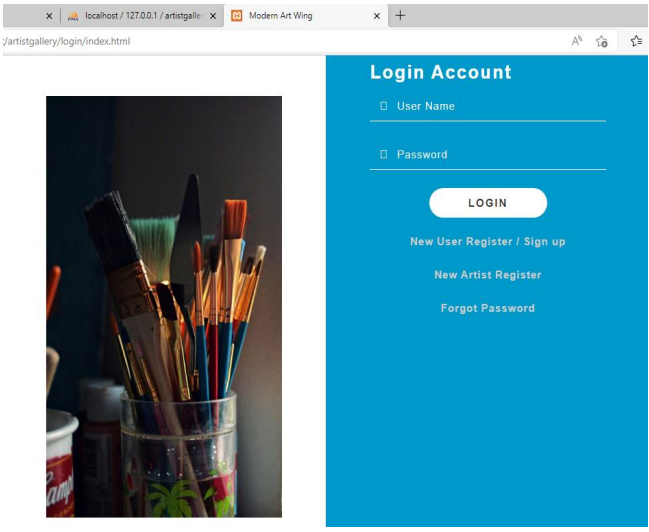 localhost / 127.0.0.1 / artistgaller
Modern Art Wing
:/artistgallery/login/index.html
Login Account
User Name
Password
LOGIN
New User Register / Sign up
New Artist Register
Forgot Password